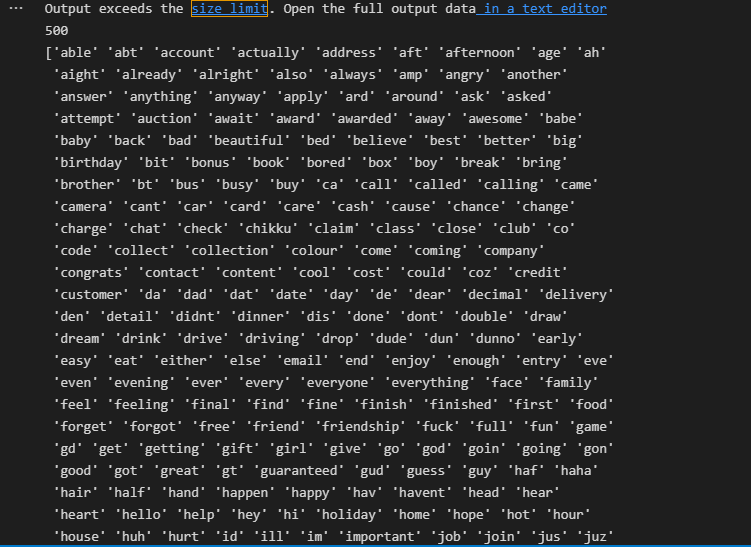 ··· Output exceeds the size limit. Open the full output data in a text editor
500
['able' 'abt' 'account' 'actually' 'address' 'aft' 'afternoon' 'age' 'ah'
'aight' 'already' 'alright' 'also' 'always' 'amp' 'angry' 'another'
'answer' 'anything' 'anyway' 'apply' 'ard' 'around' 'ask' 'asked'
'attempt' 'auction' 'await' 'award' 'awarded' 'away' 'awesome' 'babe'
'baby' 'back' 'bad' 'beautiful' 'bed' 'believe' 'best' 'better' 'big'
'birthday' 'bit' 'bonus' 'book' 'bored' 'box' 'boy' 'break' 'bring'
'brother' 'bt' 'bus' 'busy' 'buy' 'ca' 'call' 'called' 'calling' 'came'
'camera' 'cant' 'car' 'card' 'care' 'cash' 'cause' 'chance' 'change'
'charge' 'chat' 'check' 'chikku' 'claim' 'class' 'close' 'club' 'co'
'code' 'collect' 'collection' 'colour' 'come' 'coming' 'company'
'congrats' 'contact' 'content' 'cool' 'cost' 'could' 'coz' 'credit'
'customer' 'da' 'dad' 'dat' 'date' 'day' 'de' 'dear' 'decimal' 'delivery'
'den' 'detail' 'didnt' 'dinner' 'dis' 'done' 'dont' 'double' 'draw'
'dream' 'drink' 'drive' 'driving' 'drop' 'dude' 'dun' 'dunno' 'early'
'easy' 'eat' 'either' 'else' 'email' 'end' 'enjoy' 'enough' 'entry' 'eve'
'even' 'evening' 'ever' 'every' 'everyone' 'everything' 'face' 'family'
'feel' 'feeling' 'final' 'find' 'fine' 'finish' 'finished' 'first' 'food'
'forget' 'forgot' 'free' 'friend' 'friendship' 'fuck' 'full' 'fun' 'game'
'gd' 'get' 'getting' 'gift' 'girl' 'give' 'go' 'god' 'goin' 'going' 'gon'
'good' 'got' 'great' 'gt' 'guaranteed' 'gud' 'guess' 'guy' 'haf' 'haha'
'hair' 'half' 'hand' 'happen' 'happy' 'hav' 'havent' 'head' 'hear'
'heart' 'hello' 'help' 'hey' 'hi' 'holiday' 'home' 'hope' 'hot' 'hour'
'house' 'huh' 'hurt' 'id' 'ill' 'im' 'important' 'job' 'join' 'jus' 'juz'